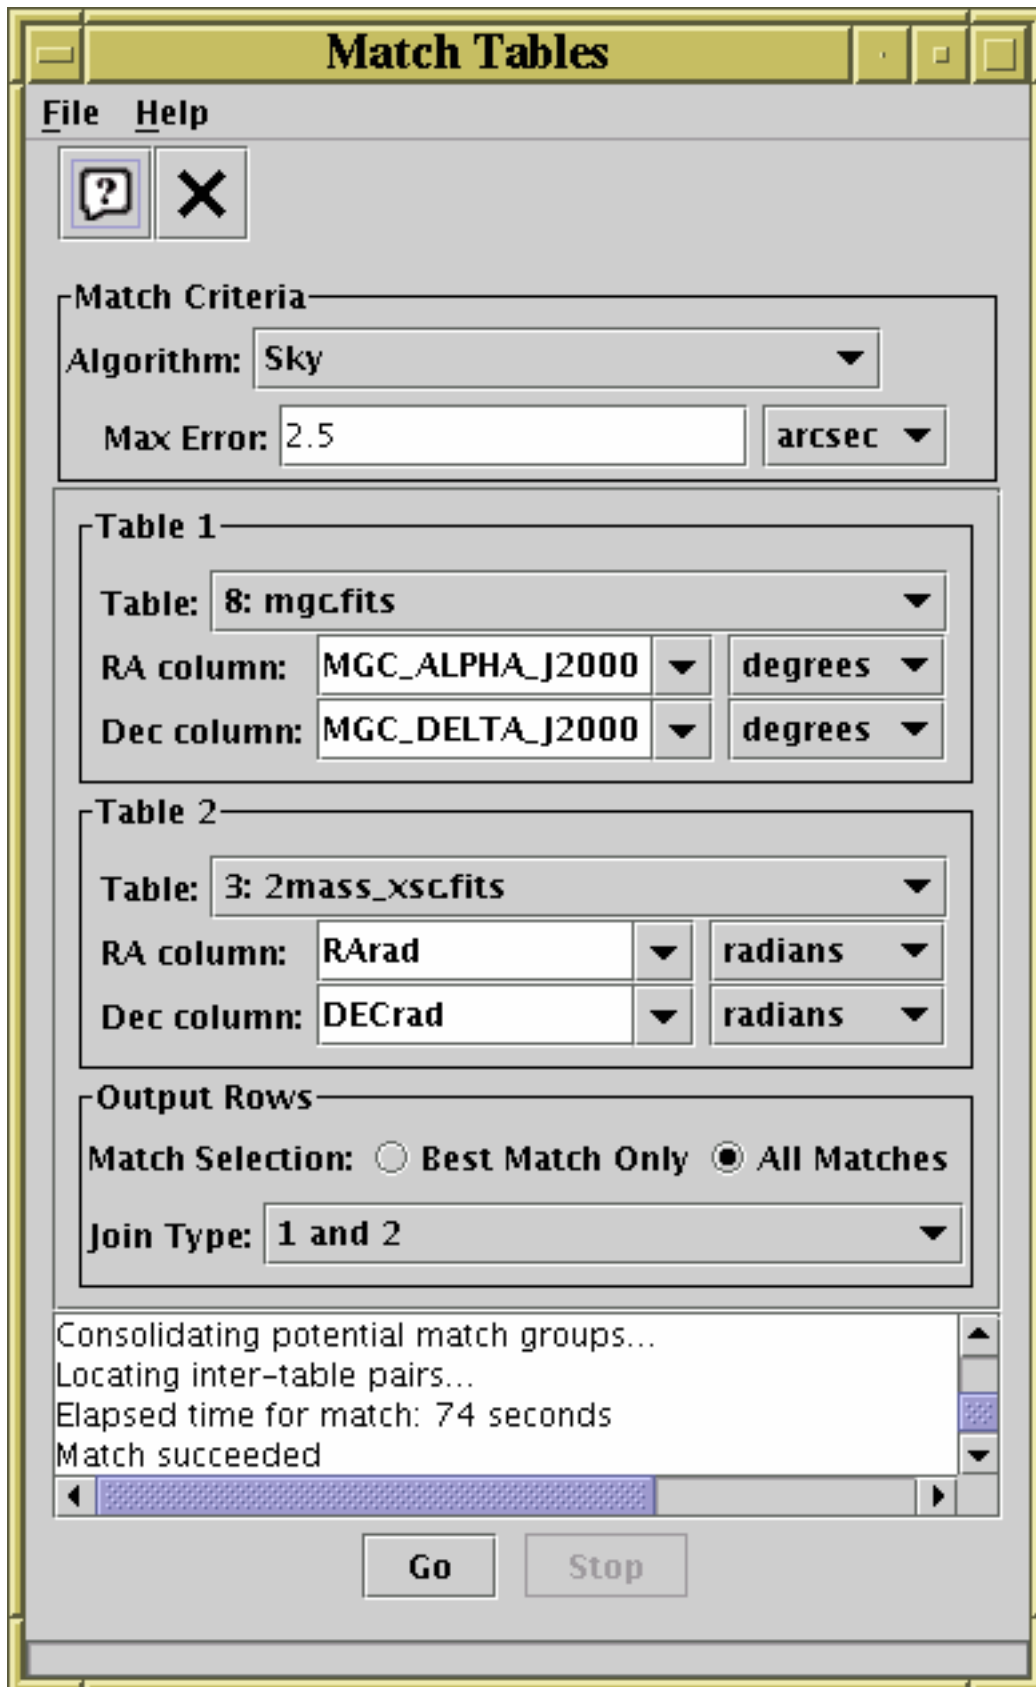 Match Tables
File Help
?
Match Criteria
Algorithm: Sky
Max Error: 2.5 arcsec
Table 1
Table: 8: mgc.fits
RA column: MGC_ALPHA_J2000 degrees
Dec column: MGC_DELTA_J2000 degrees
Table 2
Table: 3: 2mass_xsc.fits
RA column: RArad radians
Dec column: DECrad radians
Output Rows
Match Selection: Best Match Only All Matches
Join Type: 1 and 2
Consolidating potential match groups...
Locating inter-table pairs...
Elapsed time for match: 74 seconds
Match succeeded
Go Stop